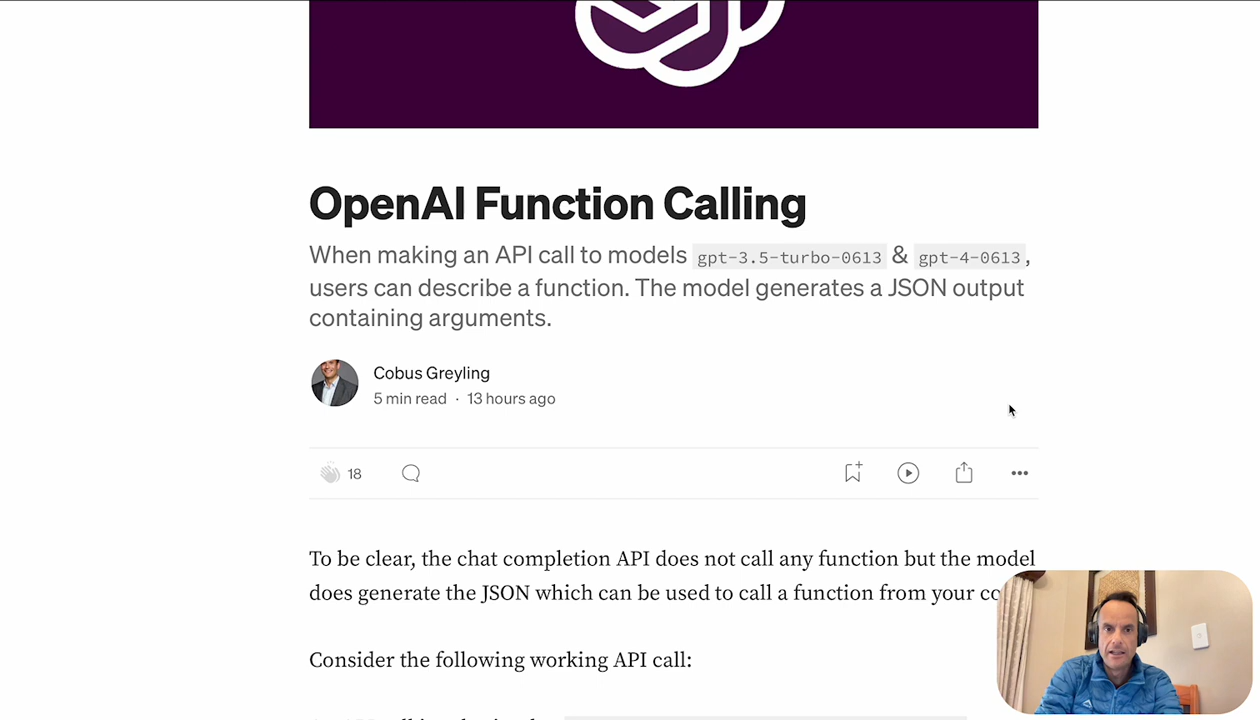 OpenAI Function Calling
When making an API call to models gpt-3.5-turbo-0613 & gpt-4-0613,
users can describe a function. The model generates a JSON output
containing arguments.
Cobus Greyling
5 min read · 13 hours ago
18
To be clear, the chat completion API does not call any function but the model
does generate the JSON which can be used to call a function from your
Consider the following working API call: